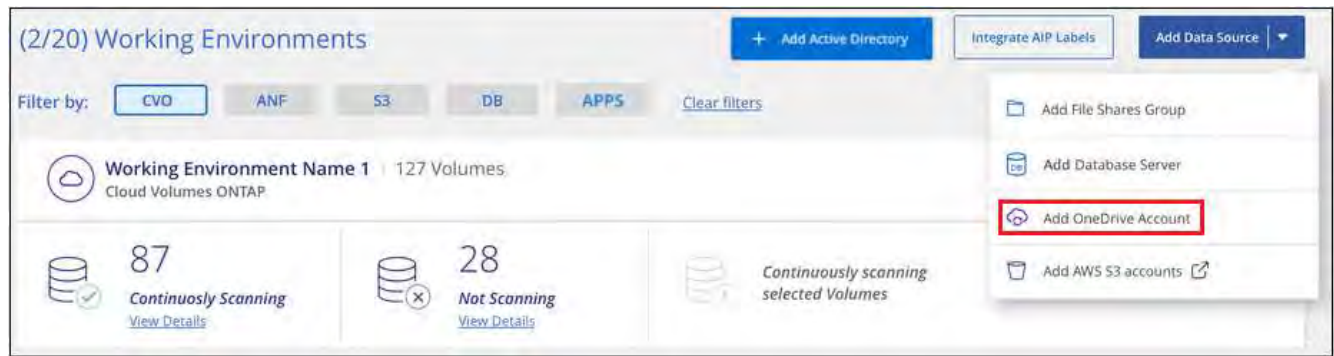 (2/20) Working Environments
+ Add Active Directory
Integrate AIP Labels
Add Data Source
Filter by: CVO ANF S3 DB APPS Clear filters
Add File Shares Group
Working Environment Name 1 | 127 Volumes
Cloud Volumes ONTAP
DB Add Database Server
Add OneDrive Account
Add AWS S3 accounts
87
Continuosly Scanning
View Details
28
Not Scanning
View Details
Continuously scanning
selected Volumes